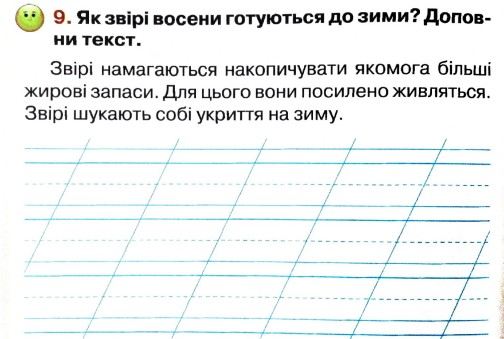 9. Як звірі восени готуються до зими? Допов-
ни текст.
Звірі намагаються накопичувати якомога більші
жирові запаси. Для цього вони посилено живляться.
Звірі шукають собі укриття на зиму.